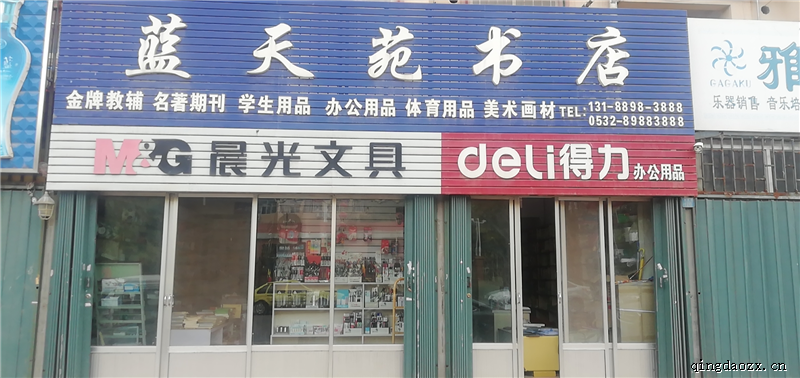 蓝天苑书店
金牌教辅 名著期刊 学生用品 办公用品 体育用品 美术画材 TEL: 131-8898-3888
0532-89883888
M&G 晨光文具
deli得力 办公用品
GAGAKU 雅
乐器销售 音乐培
qingdaozx.cn